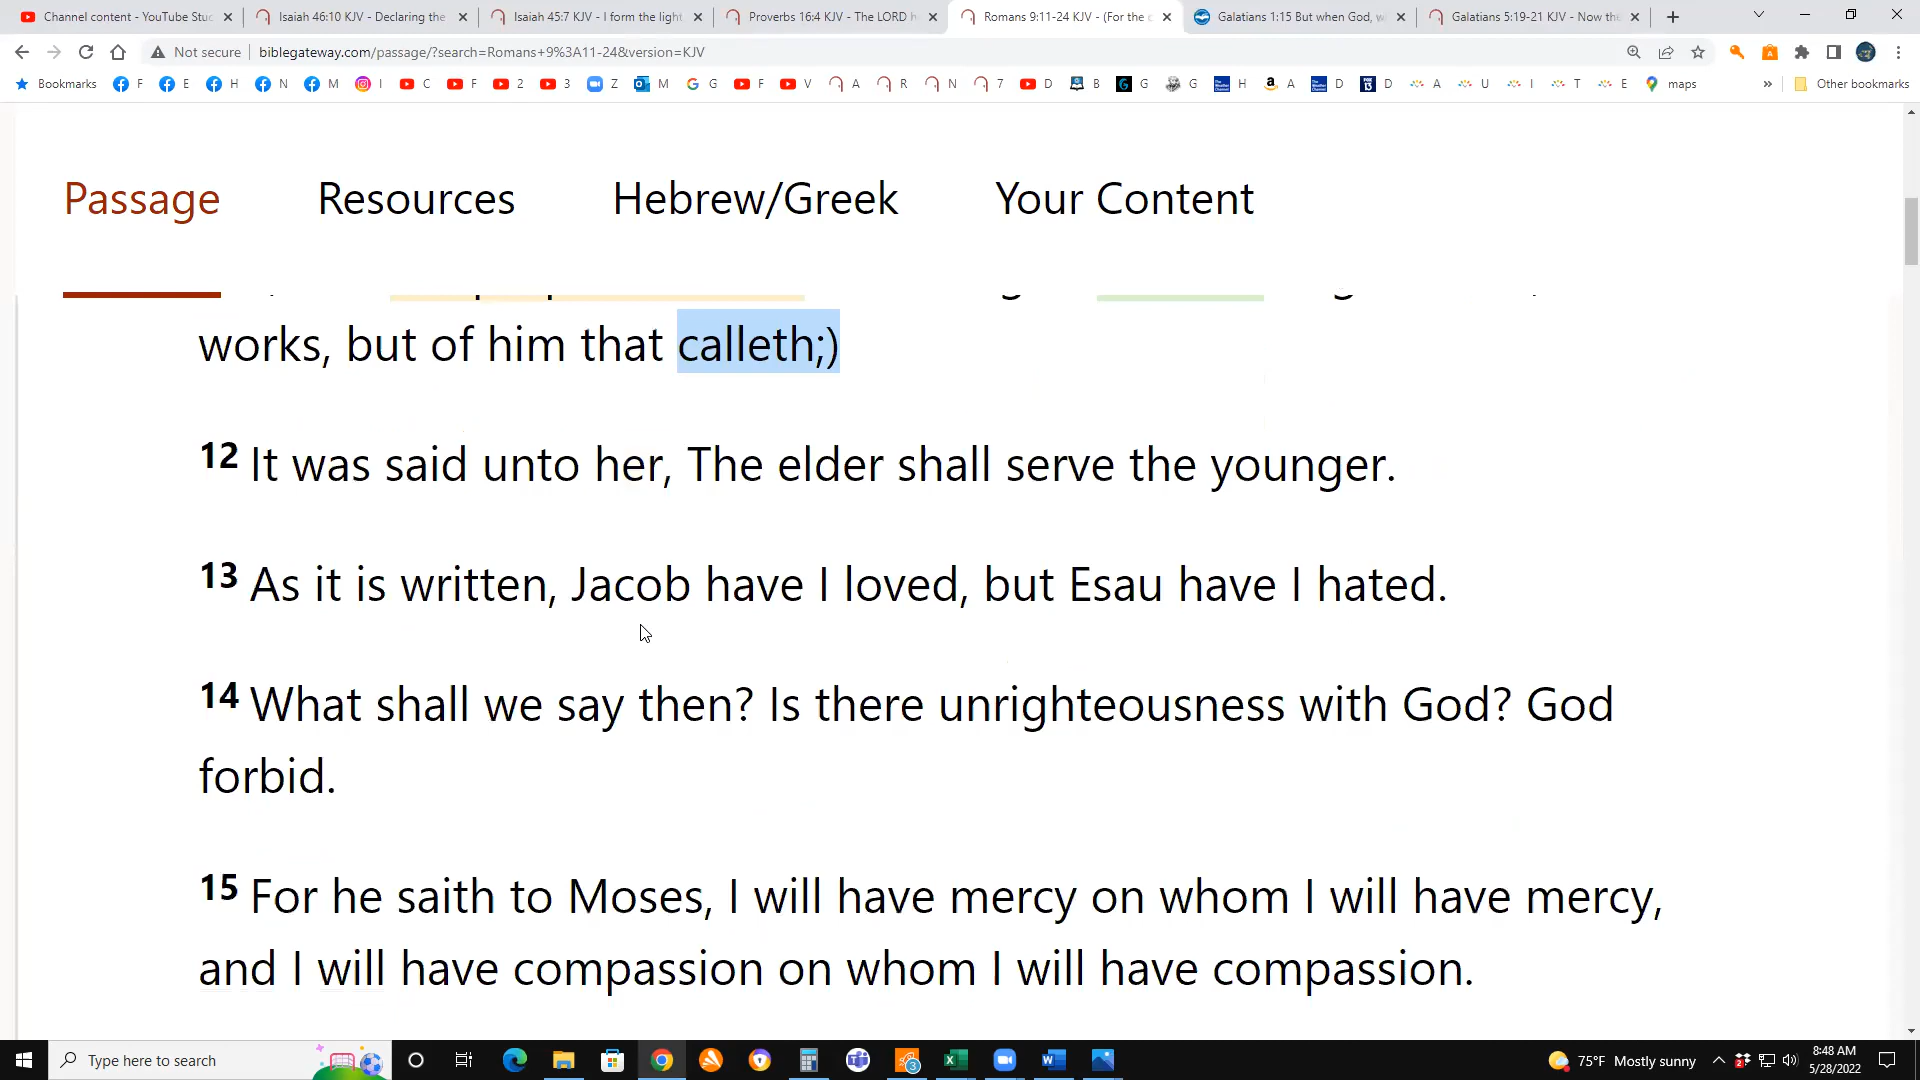 Channel content - YouTube Stuc
Isaiah 46:10 KJV - Declaring the
Isaiah 45:7 KJV - I form the light,
Proverbs 16:4 KJV - The LORD h
Romans 9:11-24 KJV - (For the c
Galatians 1:15 But when God, w
Galatians 5:19-21 KJV - Now the
Not secure
biblegateway.com/passage/?search=Romans+9%3A11-24&version=KJV
Bookmarks F E H N M I C F 2 3 Z M G F V A R N 7 D B G G H A D D A U I T E maps » Other bookmarks
Passage Resources Hebrew/Greek Your Content
works, but of him that calleth;)
12 It was said unto her, The elder shall serve the younger.
13 As it is written, Jacob have I loved, but Esau have I hated.
14 What shall we say then? Is there unrighteousness with God? God
forbid.
15 For he saith to Moses, I will have mercy on whom I will have mercy,
and I will have compassion on whom I will have compassion.
Type here to search
3
75°F Mostly sunny
8:48 AM
5/28/2022